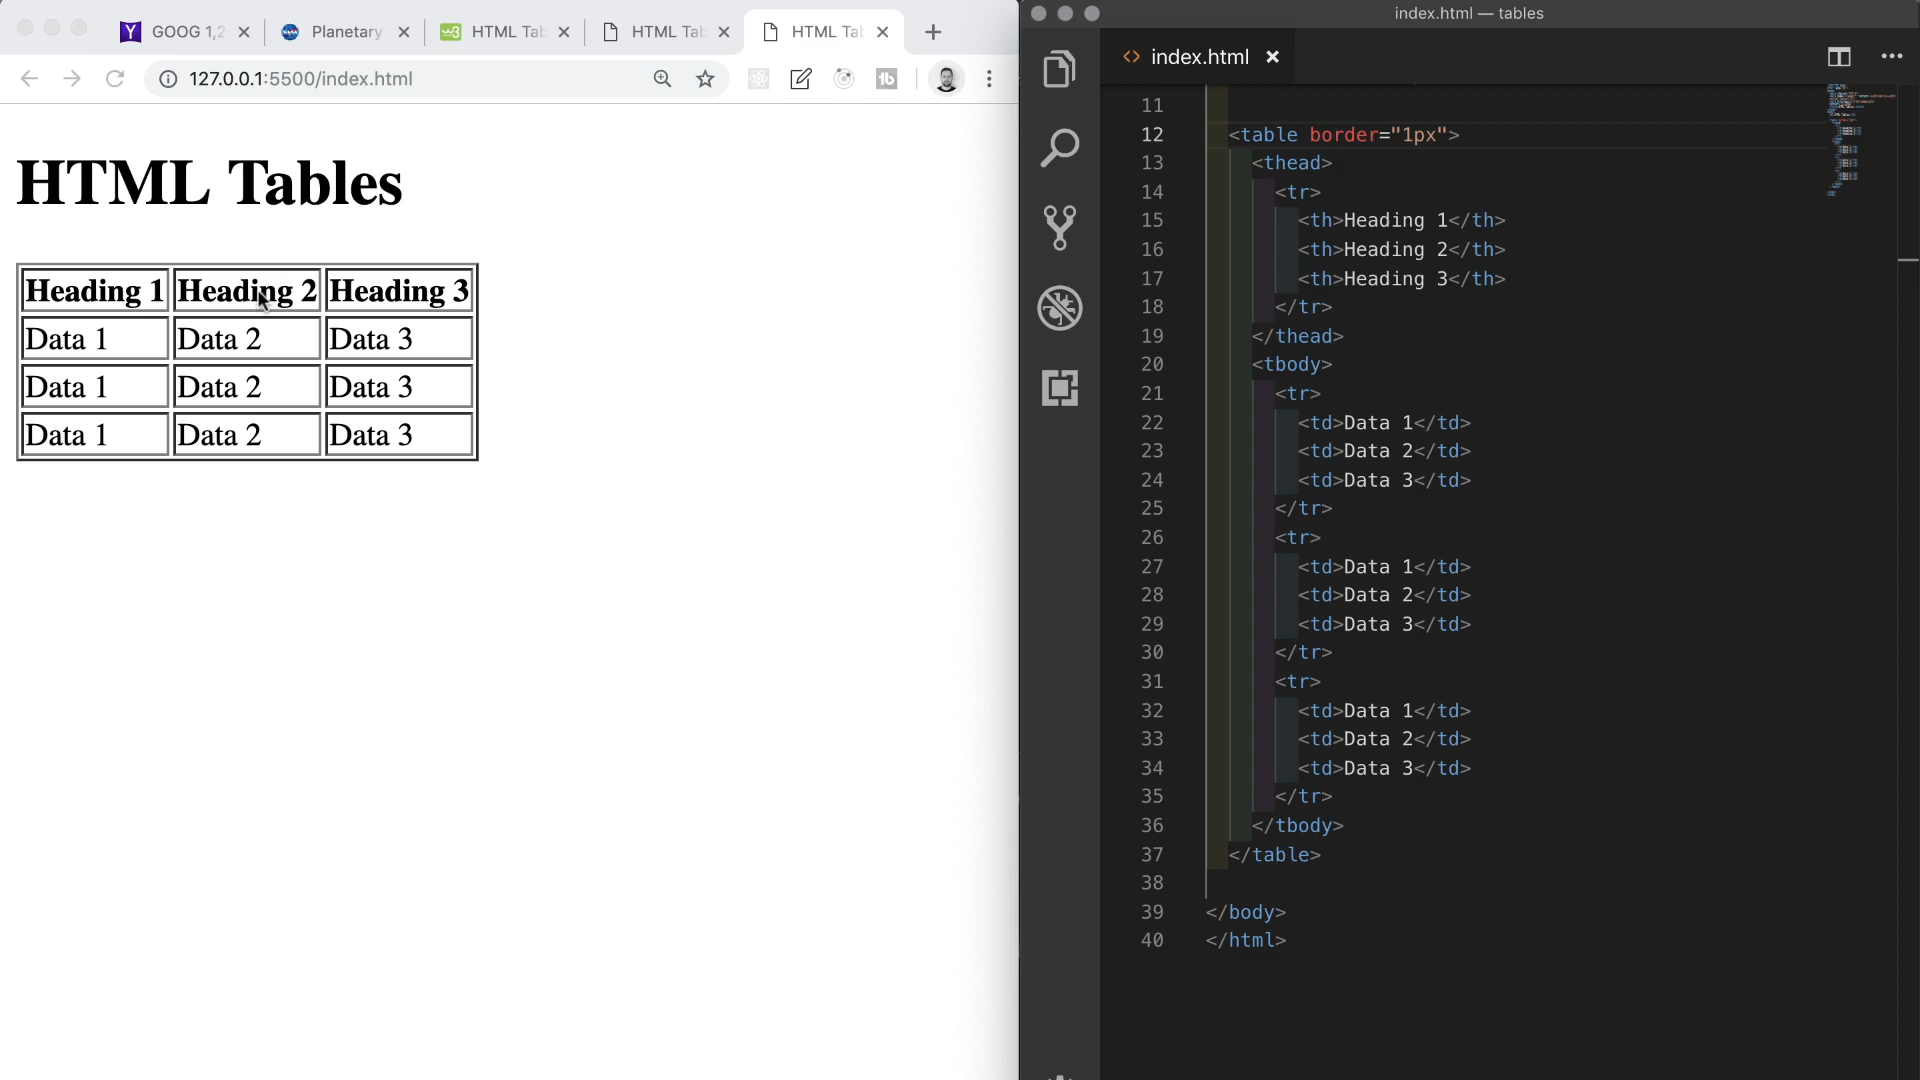 GOOG 1,2
Planetary
HTML Tab
HTML Tab
HTML Tab
127.0.0.1:5500/index.html
HTML Tables
Heading 1 Heading 2 Heading 3
Data 1 Data 2 Data 3
Data 1 Data 2 Data 3
Data 1 Data 2 Data 3
index.html — tables
index.html
11
12 <table border="1px">
13 <thead>
14 <tr>
15 <th>Heading 1</th>
16 <th>Heading 2</th>
17 <th>Heading 3</th>
18 </tr>
19 </thead>
20 <tbody>
21 <tr>
22 <td>Data 1</td>
23 <td>Data 2</td>
24 <td>Data 3</td>
25 </tr>
26 <tr>
27 <td>Data 1</td>
28 <td>Data 2</td>
29 <td>Data 3</td>
30 </tr>
31 <tr>
32 <td>Data 1</td>
33 <td>Data 2</td>
34 <td>Data 3</td>
35 </tr>
36 </tbody>
37 </table>
38
39 </body>
40 </html>